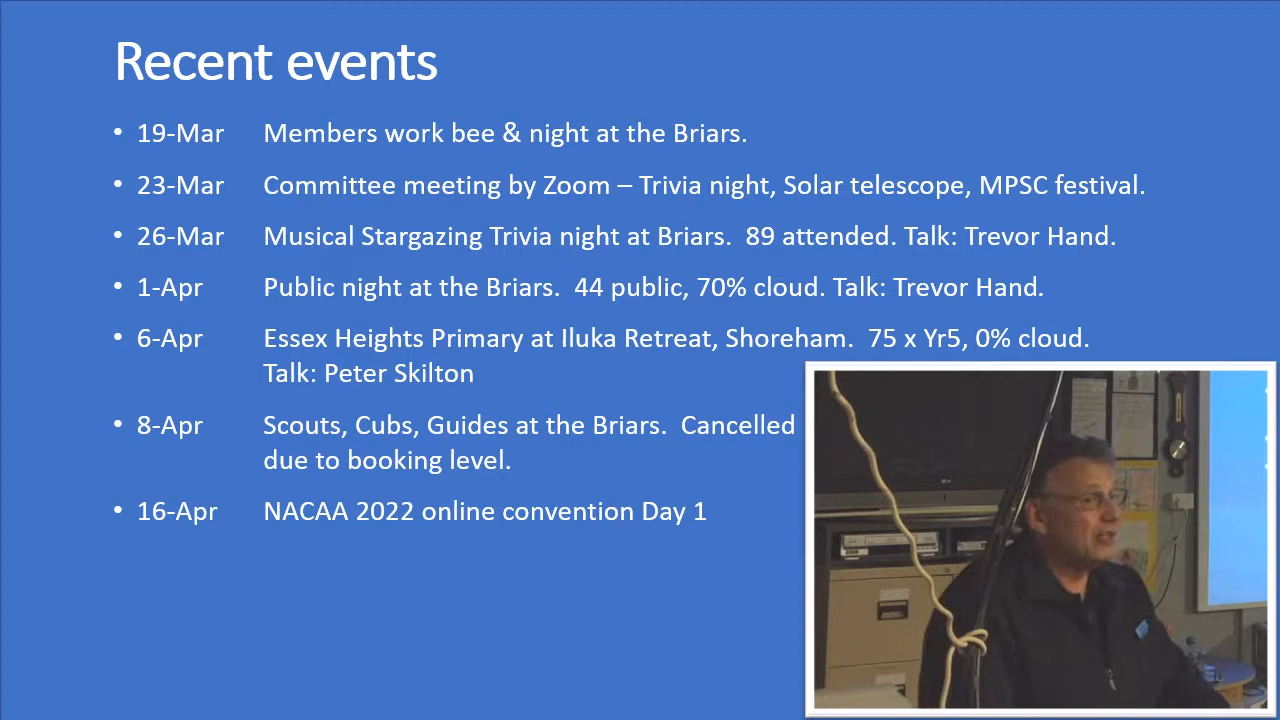 Recent events
• 19-Mar Members work bee & night at the Briars.
• 23-Mar Committee meeting by Zoom – Trivia night, Solar telescope, MPSC festival.
• 26-Mar Musical Stargazing Trivia night at Briars.  89 attended. Talk: Trevor Hand.
• 1-Apr Public night at the Briars.  44 public, 70% cloud. Talk: Trevor Hand.
• 6-Apr Essex Heights Primary at Iluka Retreat, Shoreham.  75 x Yr5, 0% cloud.
Talk: Peter Skilton
• 8-Apr Scouts, Cubs, Guides at the Briars.  Cancelled
due to booking level.
• 16-Apr NACAA 2022 online convention Day 1